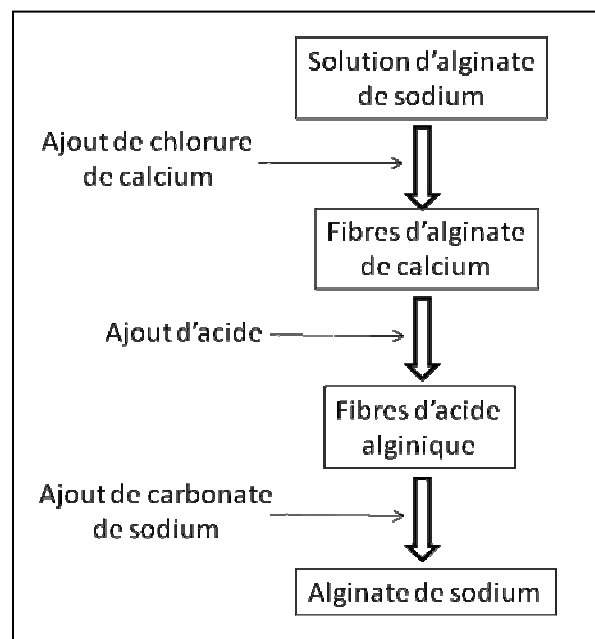 Solution d'alginate
de sodium
Ajout de chlorure
de calcium
Fibres d'alginate
de calcium
Ajout d'acide
Fibres d'acide
alginique
Ajout de carbonate
de sodium
Alginate de sodium